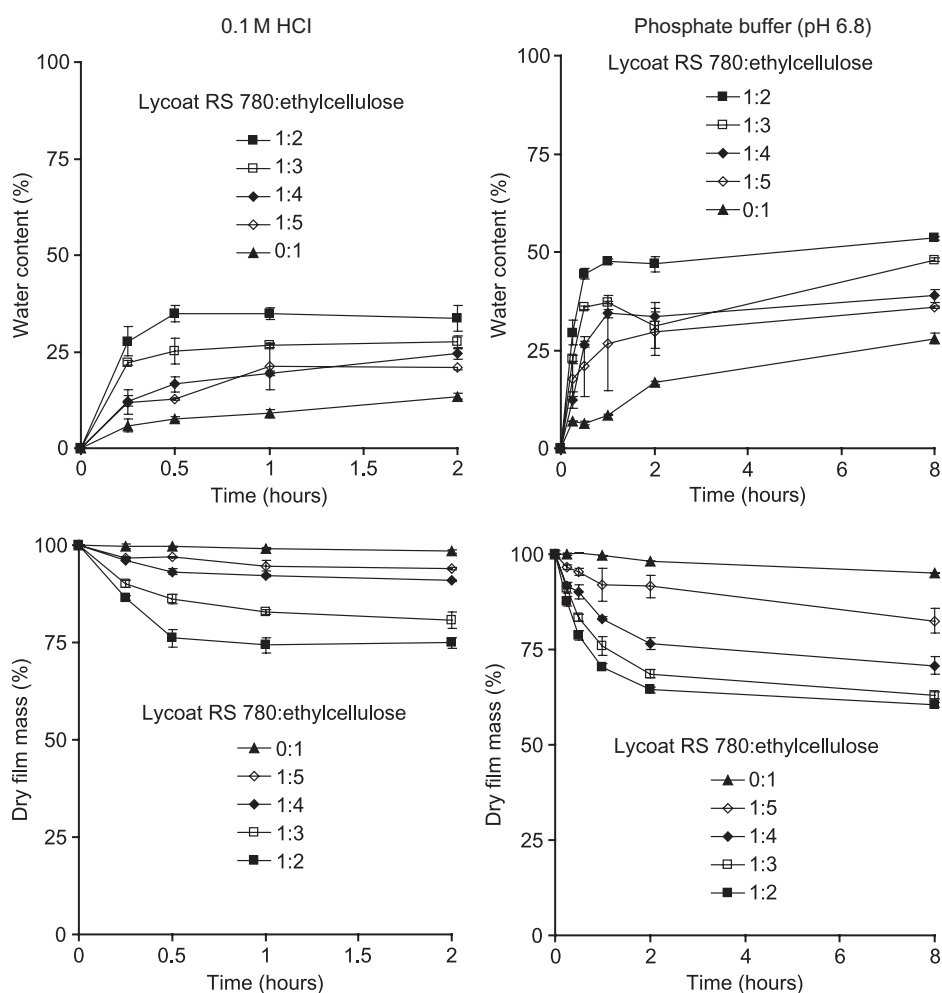 0.1 M HCl
100
75
50
25
0
Water content (%)
Lycoat RS 780:ethylcellulose
1:2
1:3
1:4
1:5
0:1
0 0.5 1 1.5 2
Time (hours)
Phosphate buffer (pH 6.8)
100
75
50
25
0
Water content (%)
Lycoat RS 780:ethylcellulose
1:2
1:3
1:4
1:5
0:1
0 2 4 6 8
Time (hours)
100
75
50
25
0
Dry film mass (%)
Lycoat RS 780:ethylcellulose
0:1
1:5
1:4
1:3
1:2
0 0.5 1 1.5 2
Time (hours)
100
75
50
25
0
Dry film mass (%)
Lycoat RS 780:ethylcellulose
0:1
1:5
1:4
1:3
1:2
0 2 4 6 8
Time (hours)